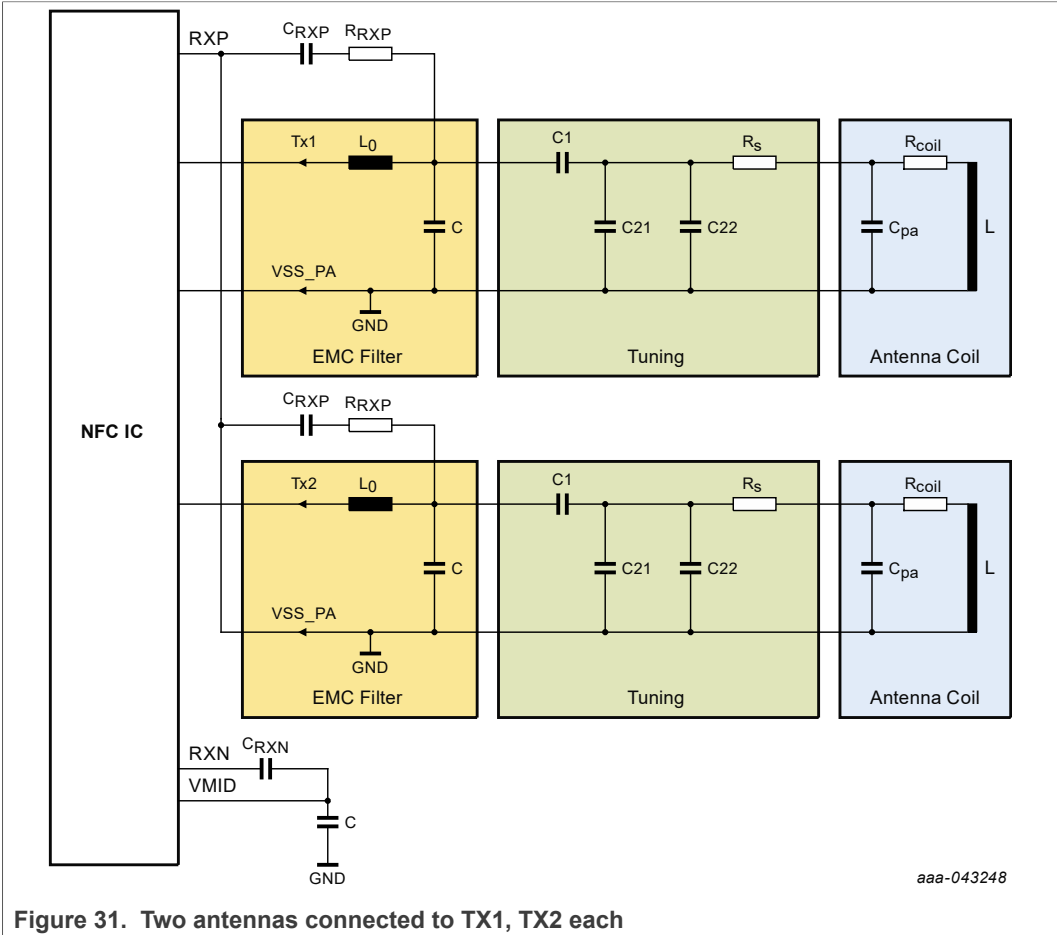 RXP
CRXP RRXP
Tx1 L0
C
VSS_PA
GND
EMC Filter
C1 Rs
C21 C22
Tuning
Rcoil
Cpa L
Antenna Coil
NFC IC
CRXP RRXP
Tx2 L0
C
VSS_PA
GND
EMC Filter
C1 Rs
C21 C22
Tuning
Rcoil
Cpa L
Antenna Coil
RXN CRXN
VMID
C
GND
aaa-043248
Figure 31. Two antennas connected to TX1, TX2 each